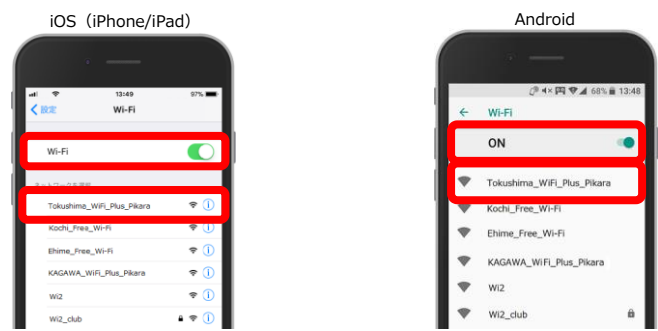 iOS（iPhone/iPad）
13:49
97%
設定
Wi-Fi
Wi-Fi
Tokushima_WiFi_Plus_Pikara
Kochi_Free_Wi-Fi
Ehime_Free_Wi-Fi
KAGAWA_WiFi_Plus_Pikara
Wi2
Wi2_club
Android
68% 13:48
Wi-Fi
ON
Tokushima_WiFi_Plus_Pikara
Kochi_Free_Wi-Fi
Ehime_Free_Wi-Fi
KAGAWA_WiFi_Plus_Pikara
Wi2
Wi2_club